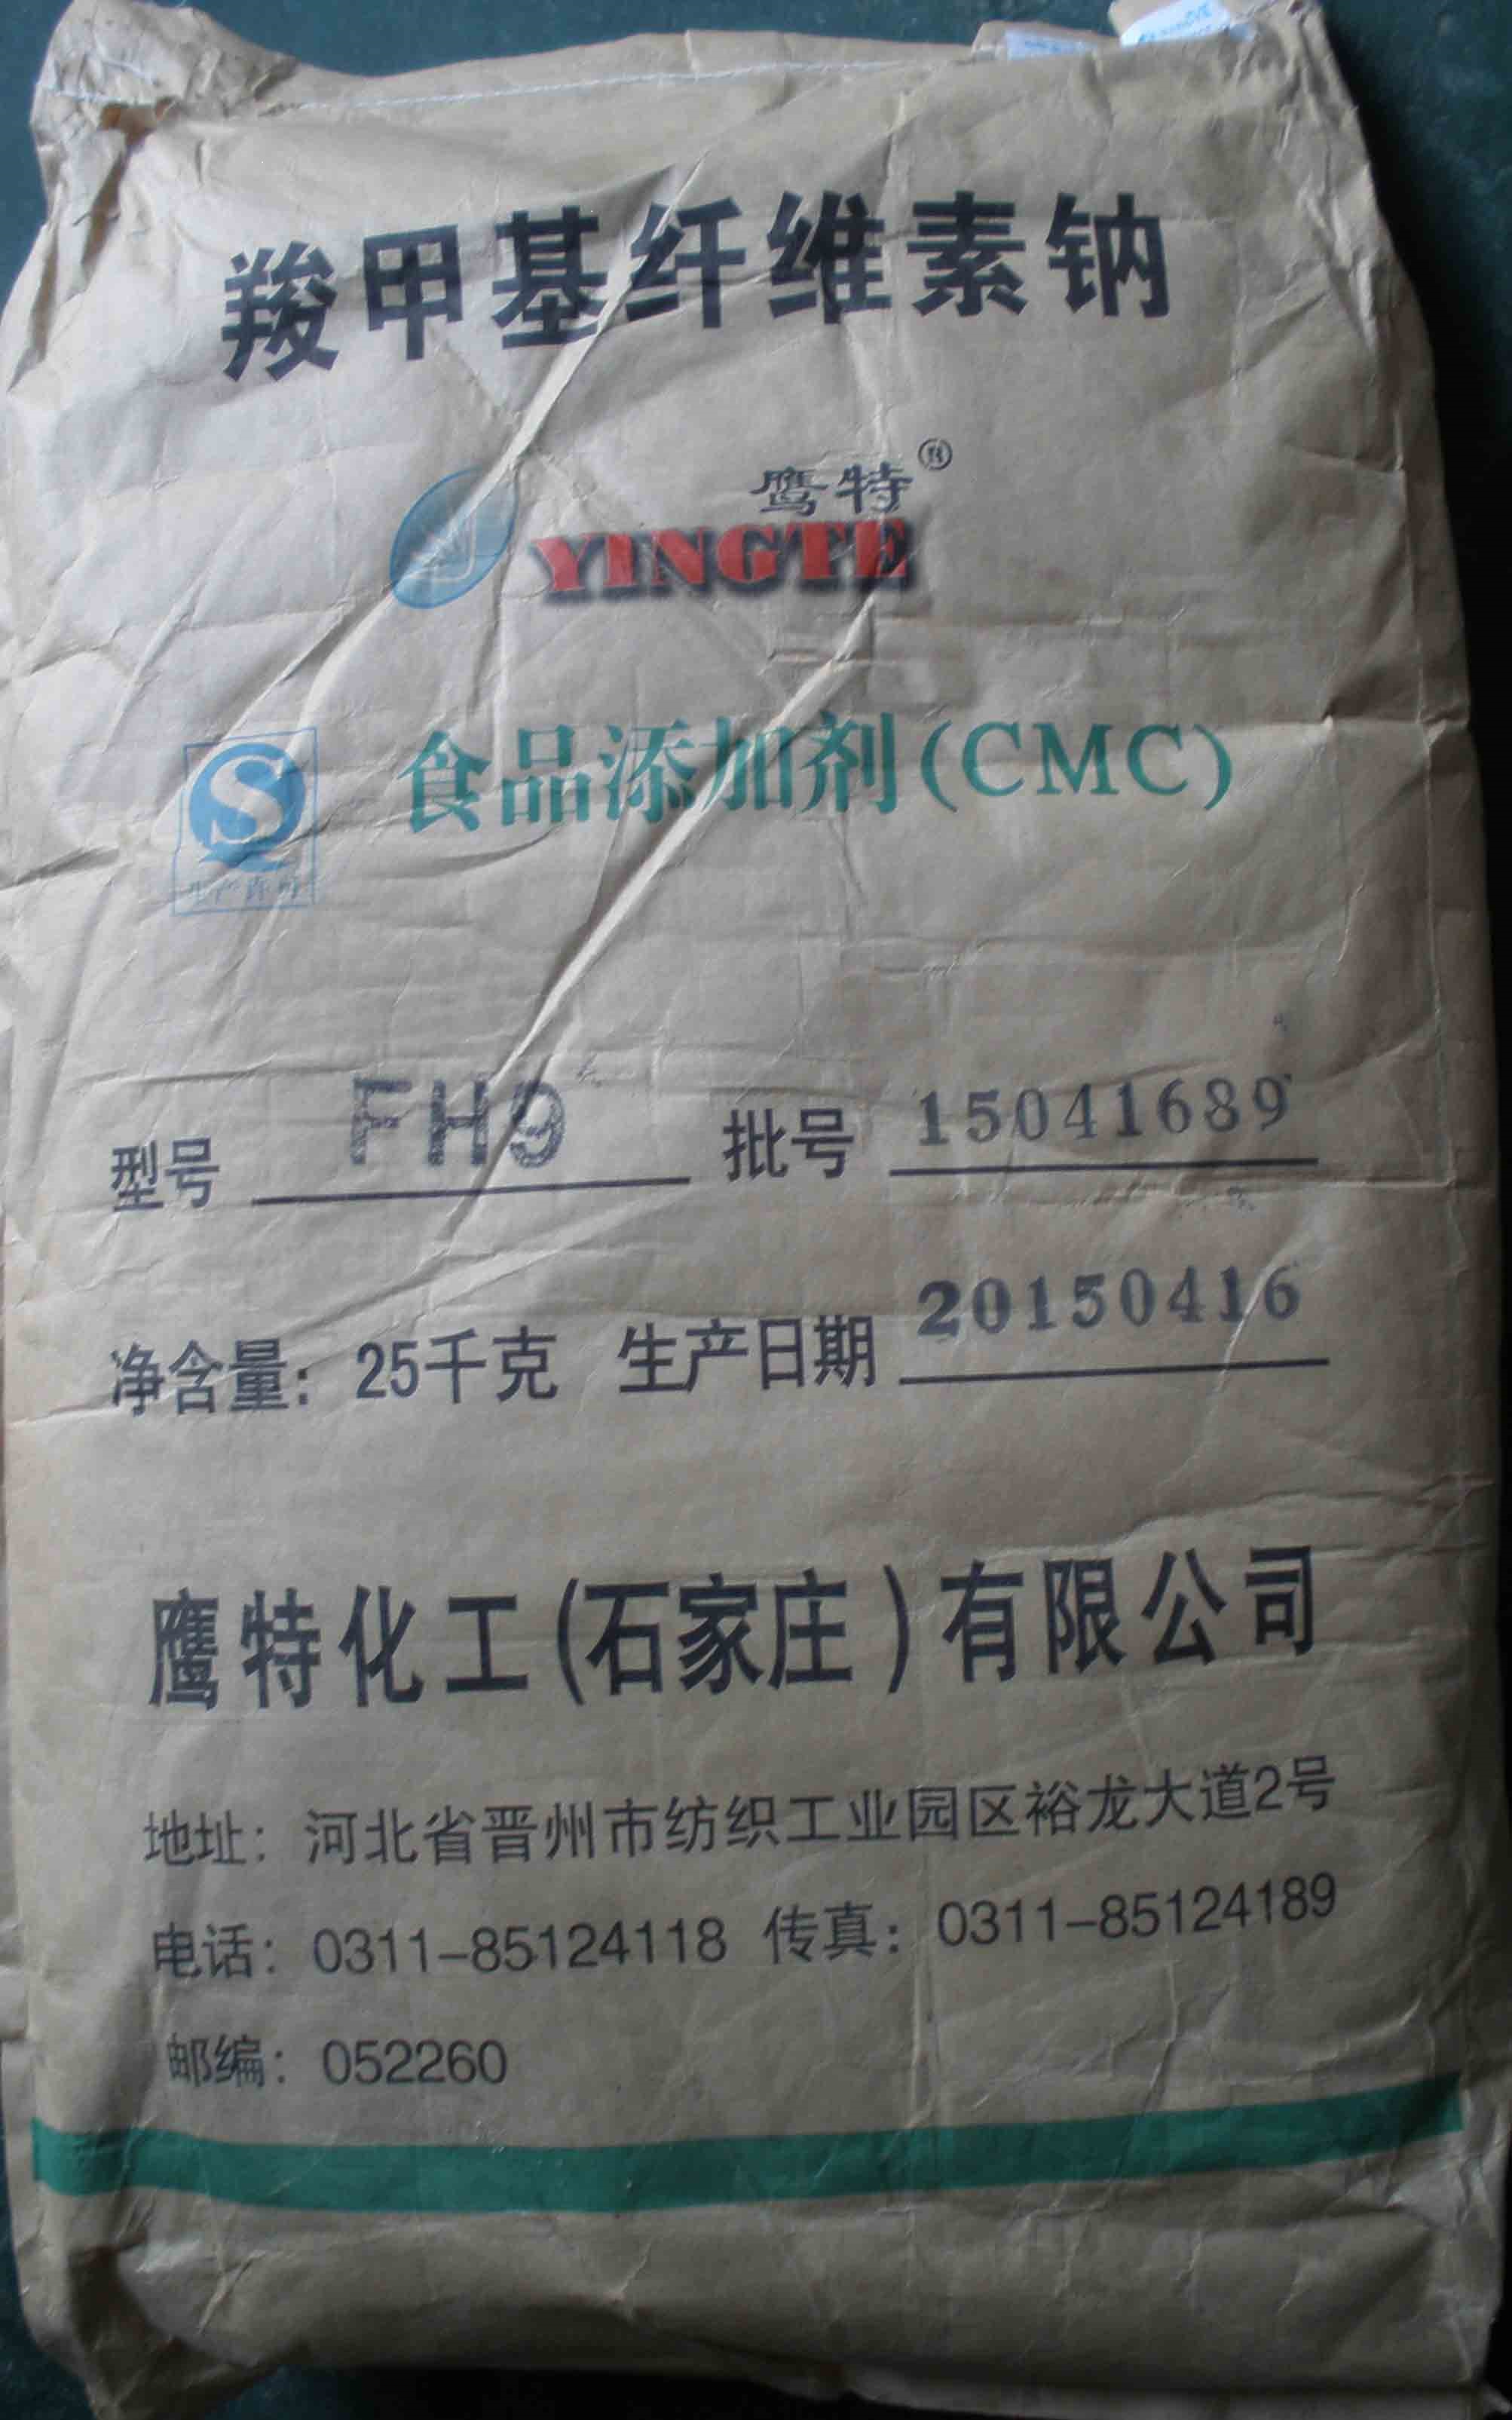 羧甲基纤维素钠
鹰特®
YINGTE
食品添加剂(CMC)
生产许可
型号 FH9 批号 15041689
净含量: 25千克 生产日期 20150416
鹰特化工(石家庄)有限公司
地址: 河北省晋州市纺织工业园区裕龙大道2号
电话: 0311-85124118 传真: 0311-85124189
邮编: 052260